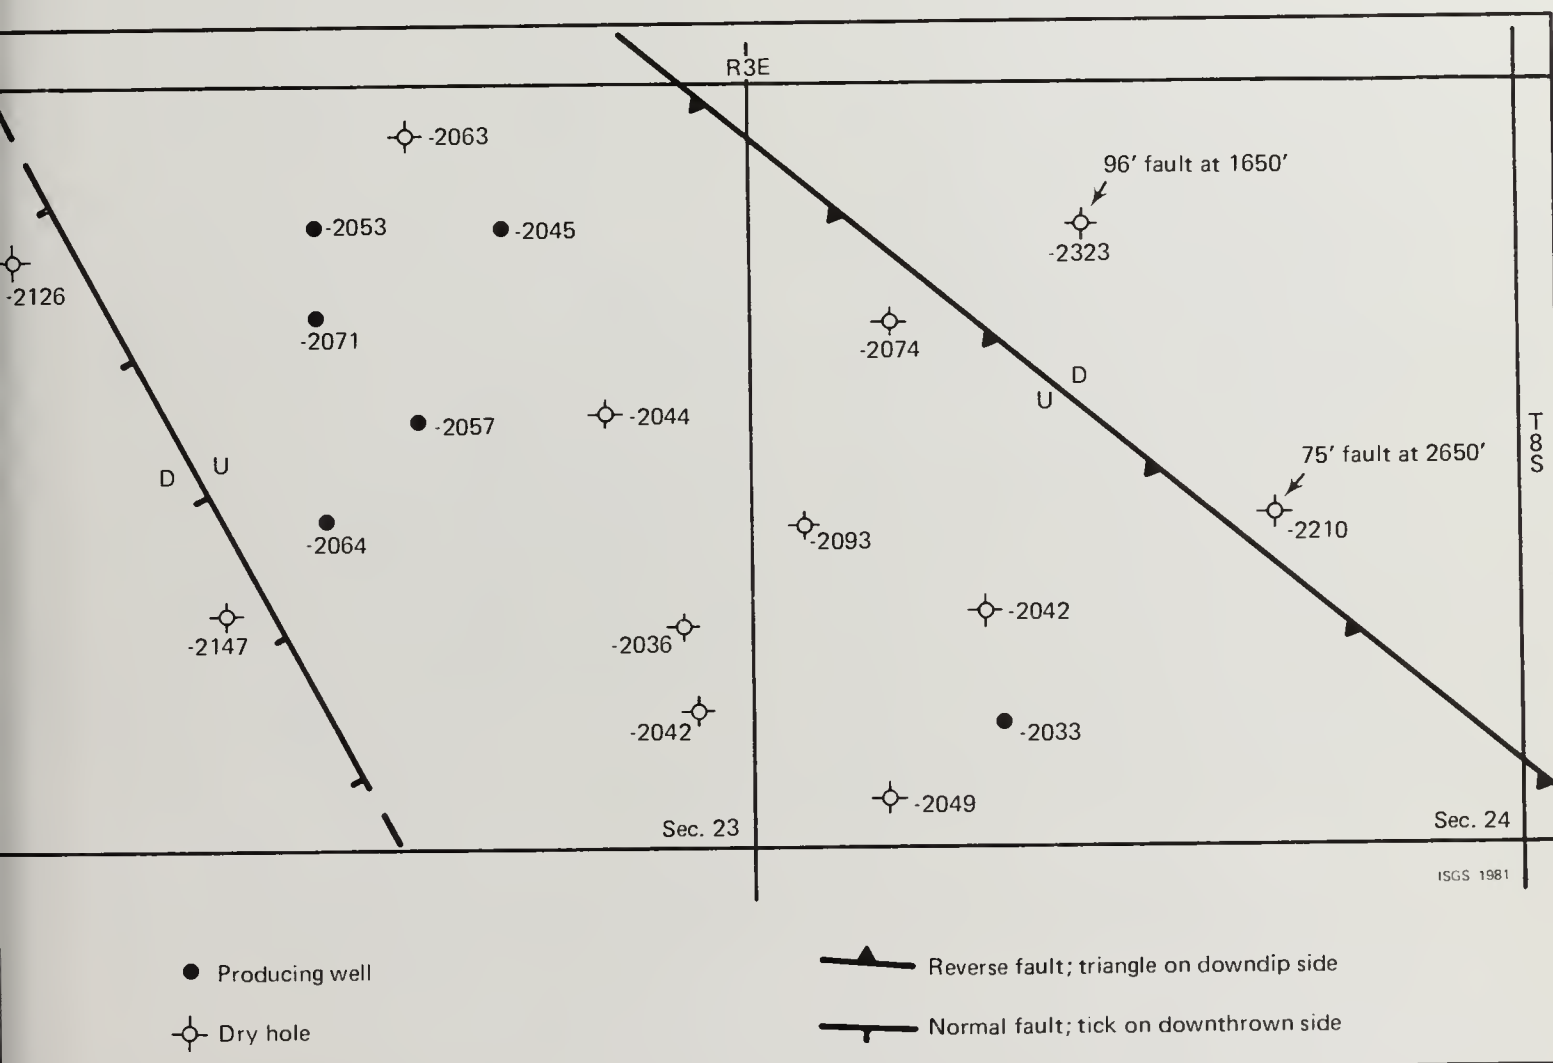 R3E
-2063
96′ fault at 1650′
-2053
-2045
-2323
-2126
-2071
-2074
D
U
-2044
-2057
T
8
S
75′ fault at 2650′
U
D
-2210
-2093
-2064
-2042
-2036
-2147
-2042
-2033
-2049
Sec. 23
Sec. 24
ISGS 1981
Producing well
Reverse fault; triangle on downdip side
Dry hole
Normal fault; tick on downthrown side